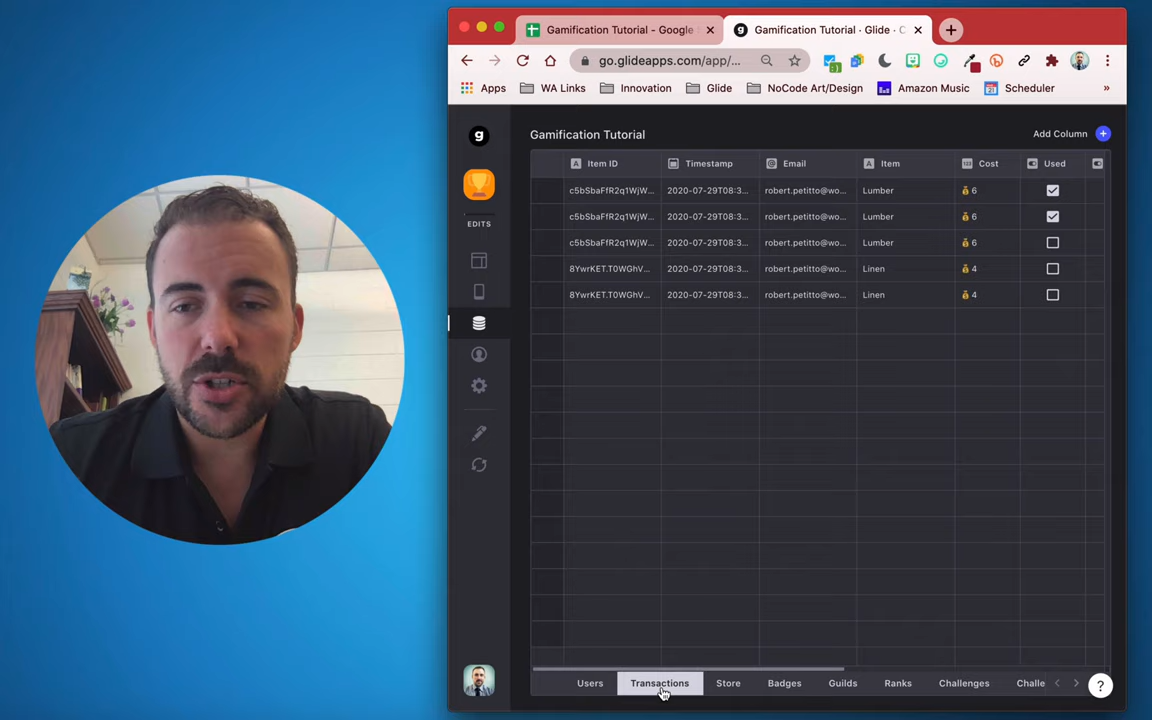 Gamification Tutorial - Google
Gamification Tutorial · Glide · C
go.glideapps.com/app/...
Apps WA Links Innovation Glide NoCode Art/Design Amazon Music Scheduler »
g
Gamification Tutorial
Add Column +
EDITS
Item ID Timestamp Email Item Cost Used
c5bSbaFfR2q1WjW... 2020-07-29T08:3... robert.petitto@wo... Lumber 💰 6
c5bSbaFfR2q1WjW... 2020-07-29T08:3... robert.petitto@wo... Lumber 💰 6
c5bSbaFfR2q1WjW... 2020-07-29T08:3... robert.petitto@wo... Lumber 💰 6
8YwrKET.T0WGhV... 2020-07-29T08:3... robert.petitto@wo... Linen 💰 4
8YwrKET.T0WGhV... 2020-07-29T08:3... robert.petitto@wo... Linen 💰 4
Users Transactions Store Badges Guilds Ranks Challenges Challe ?